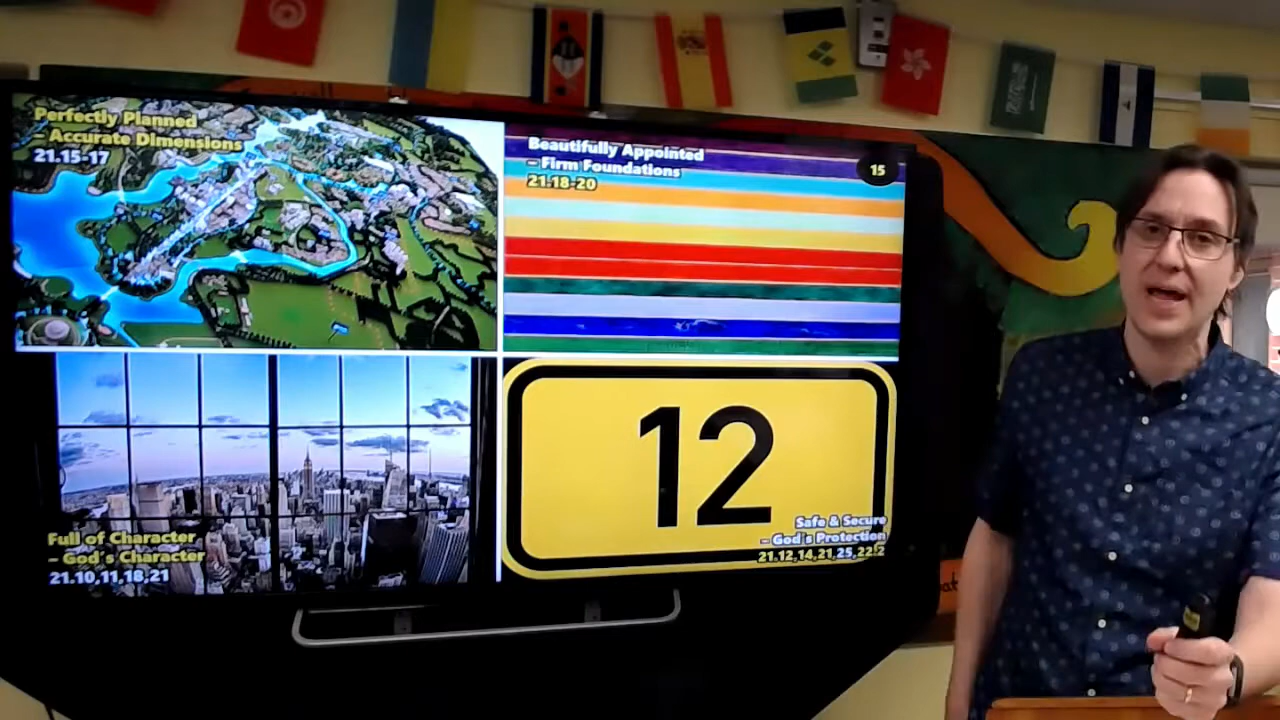 Perfectly Planned
– Accurate Dimensions
21.15-17
Beautifully Appointed
– Firm Foundations
21.18-20
15
Full of Character
– God's Character
21.10,11,18,21
12
Safe & Secure
– God's Protection
21.12,14,21,25,22.2